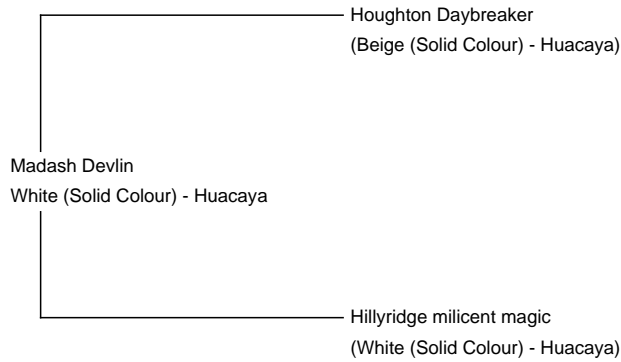 Houghton Daybreaker
(Beige (Solid Colour) - Huacaya)
Madash Devlin
White (Solid Colour) - Huacaya
Hillyridge milicent magic
(White (Solid Colour) - Huacaya)